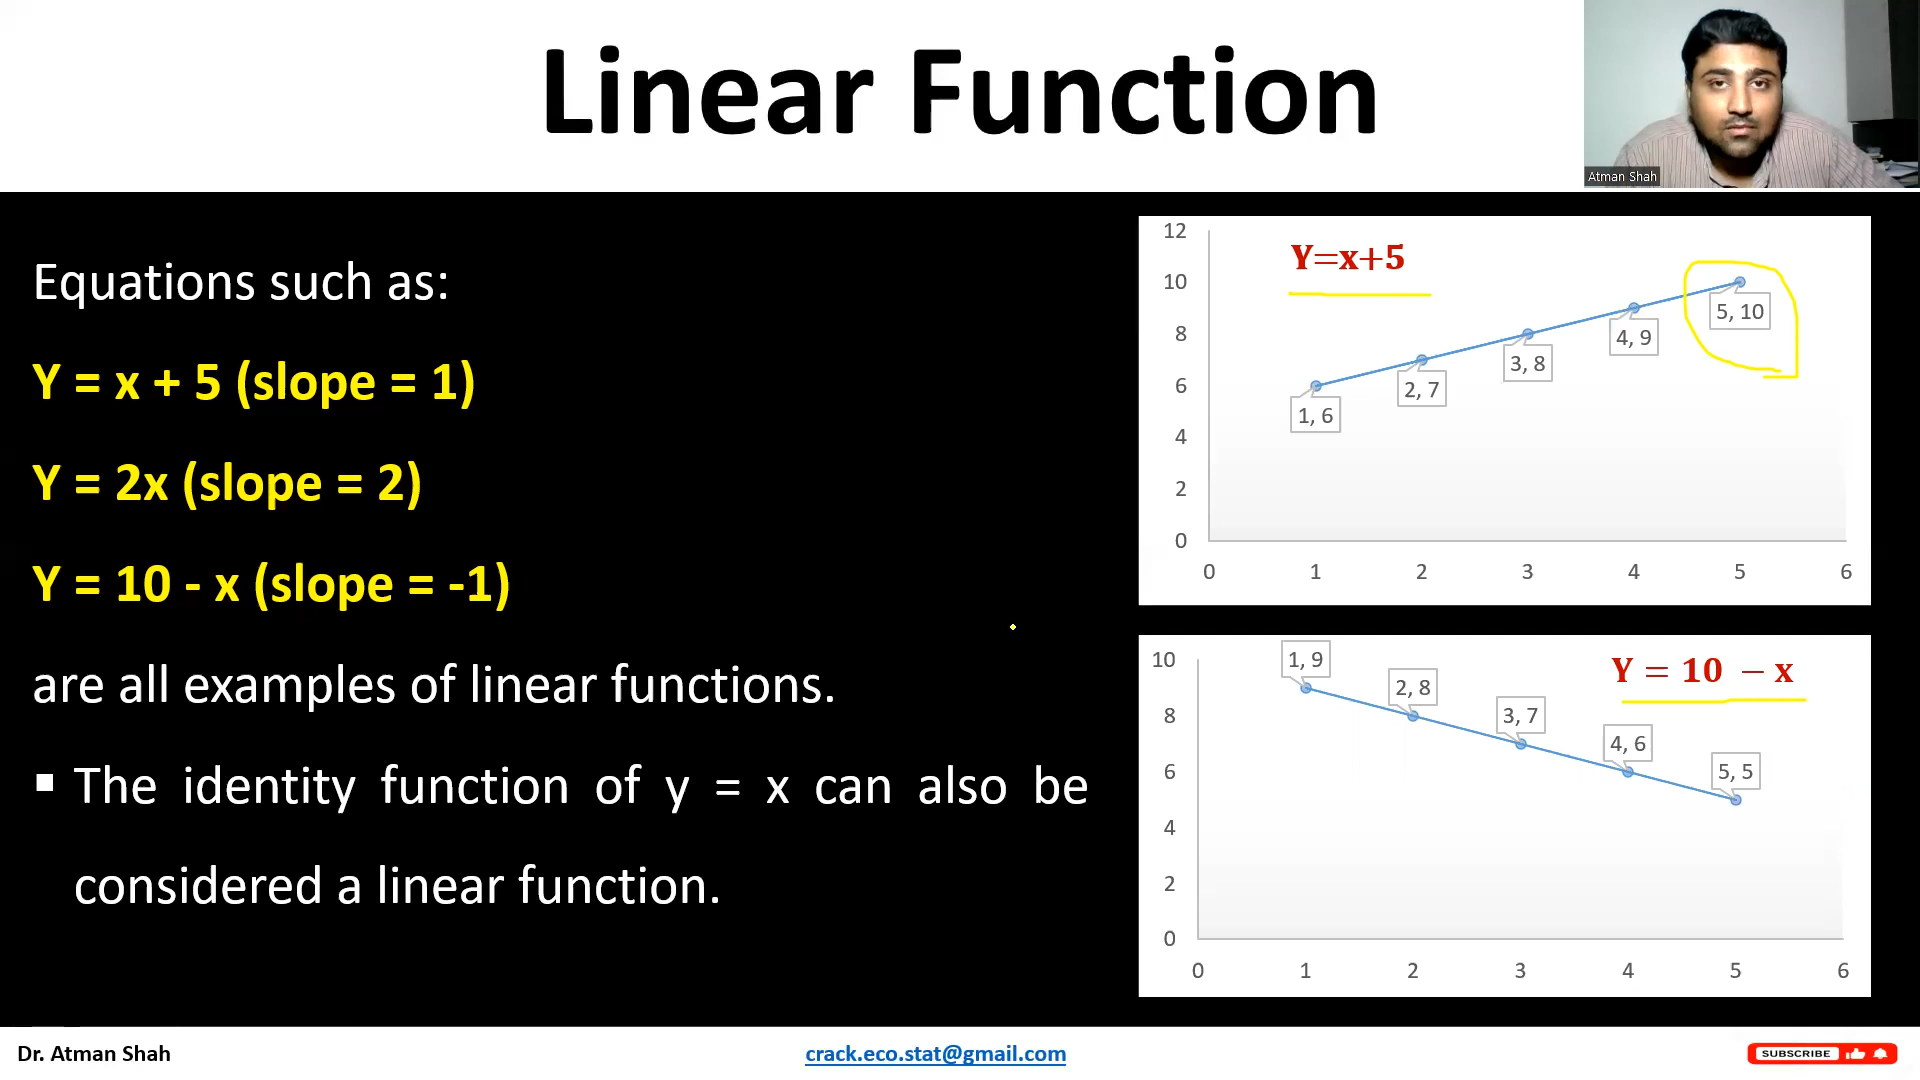 Linear Function
Atman Shah
Equations such as:
Y = x + 5 (slope = 1)
Y = 2x (slope = 2)
Y = 10 - x (slope = -1)
are all examples of linear functions.
▪ The identity function of y = x can also be
considered a linear function.
Y=x+5
12
10
8
6
4
2
0
1, 6
2, 7
3, 8
4, 9
5, 10
0 1 2 3 4 5 6
Y = 10 − x
10
8
6
4
2
0
1, 9
2, 8
3, 7
4, 6
5, 5
0 1 2 3 4 5 6
Dr. Atman Shah
crack.eco.stat@gmail.com
SUBSCRIBE